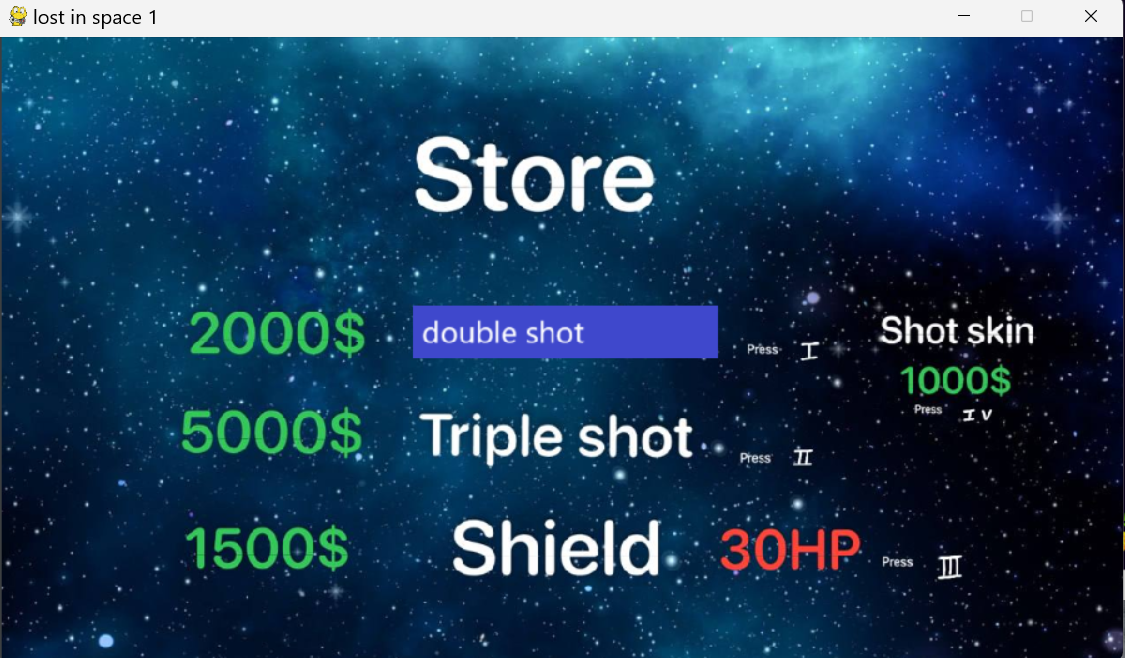 lost in space 1
Store
2000$ double shot Press I
Shot skin
1000$
Press IV
5000$ Triple shot Press II
1500$ Shield 30HP Press III